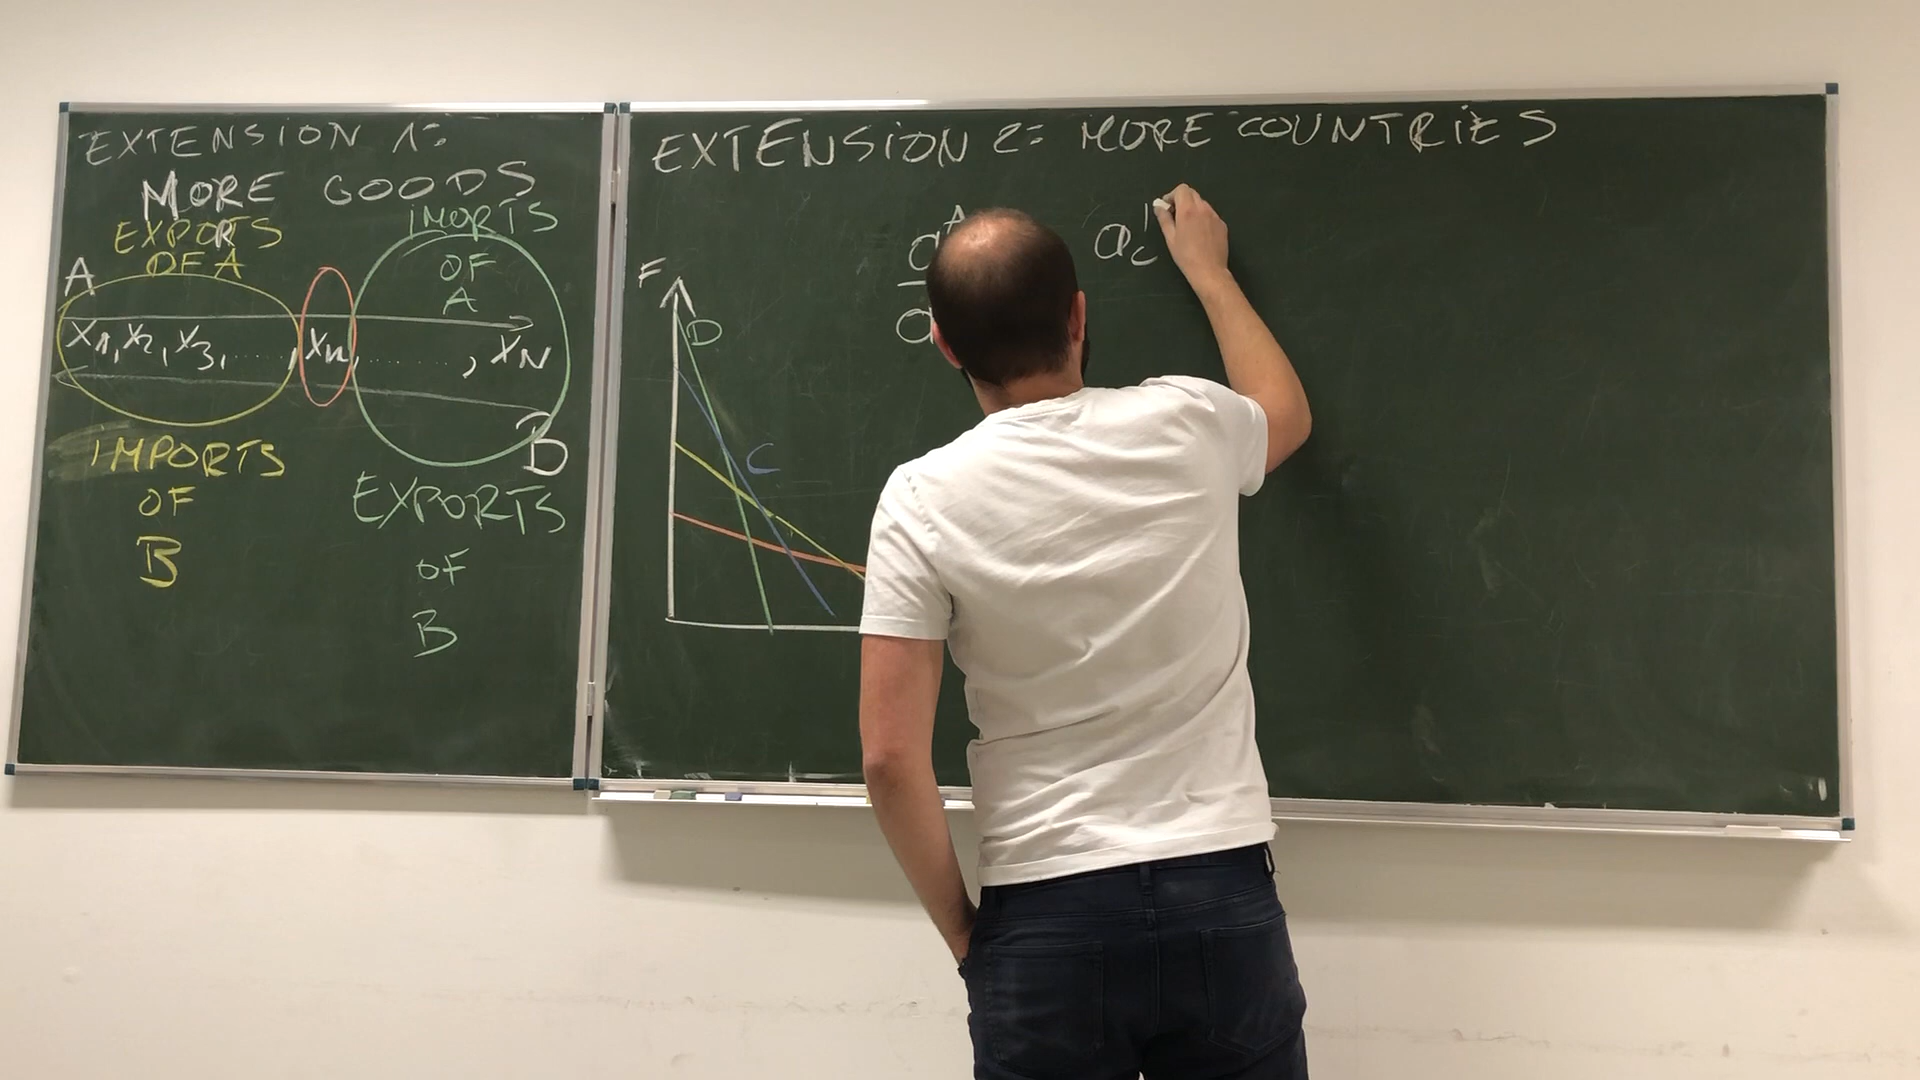 EXTENSION 1:
MORE GOODS
EXPORTS
OF A
IMORTS
OF
A
A
X1, X2, X3, ......, Xn, ............, XN
B
IMPORTS
OF
B
EXPORTS
OF
B
EXTENSION 2: MORE COUNTRIES
A
a
a
ac
F
D
C